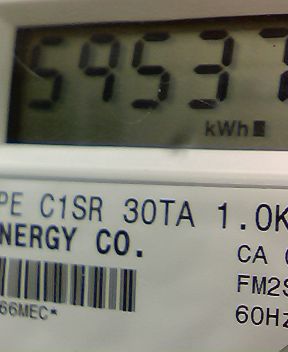 59537
kWh
PE C1SR 30TA 1.0K
NERGY CO.
CA
FM2S
66MEC*
60Hz